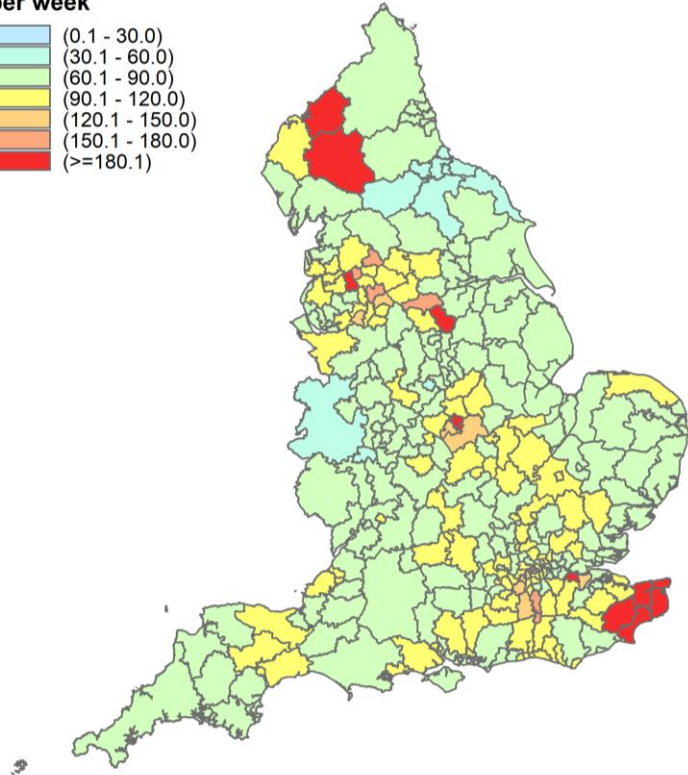 per week
(0.1 - 30.0)
(30.1 - 60.0)
(60.1 - 90.0)
(90.1 - 120.0)
(120.1 - 150.0)
(150.1 - 180.0)
(>=180.1)